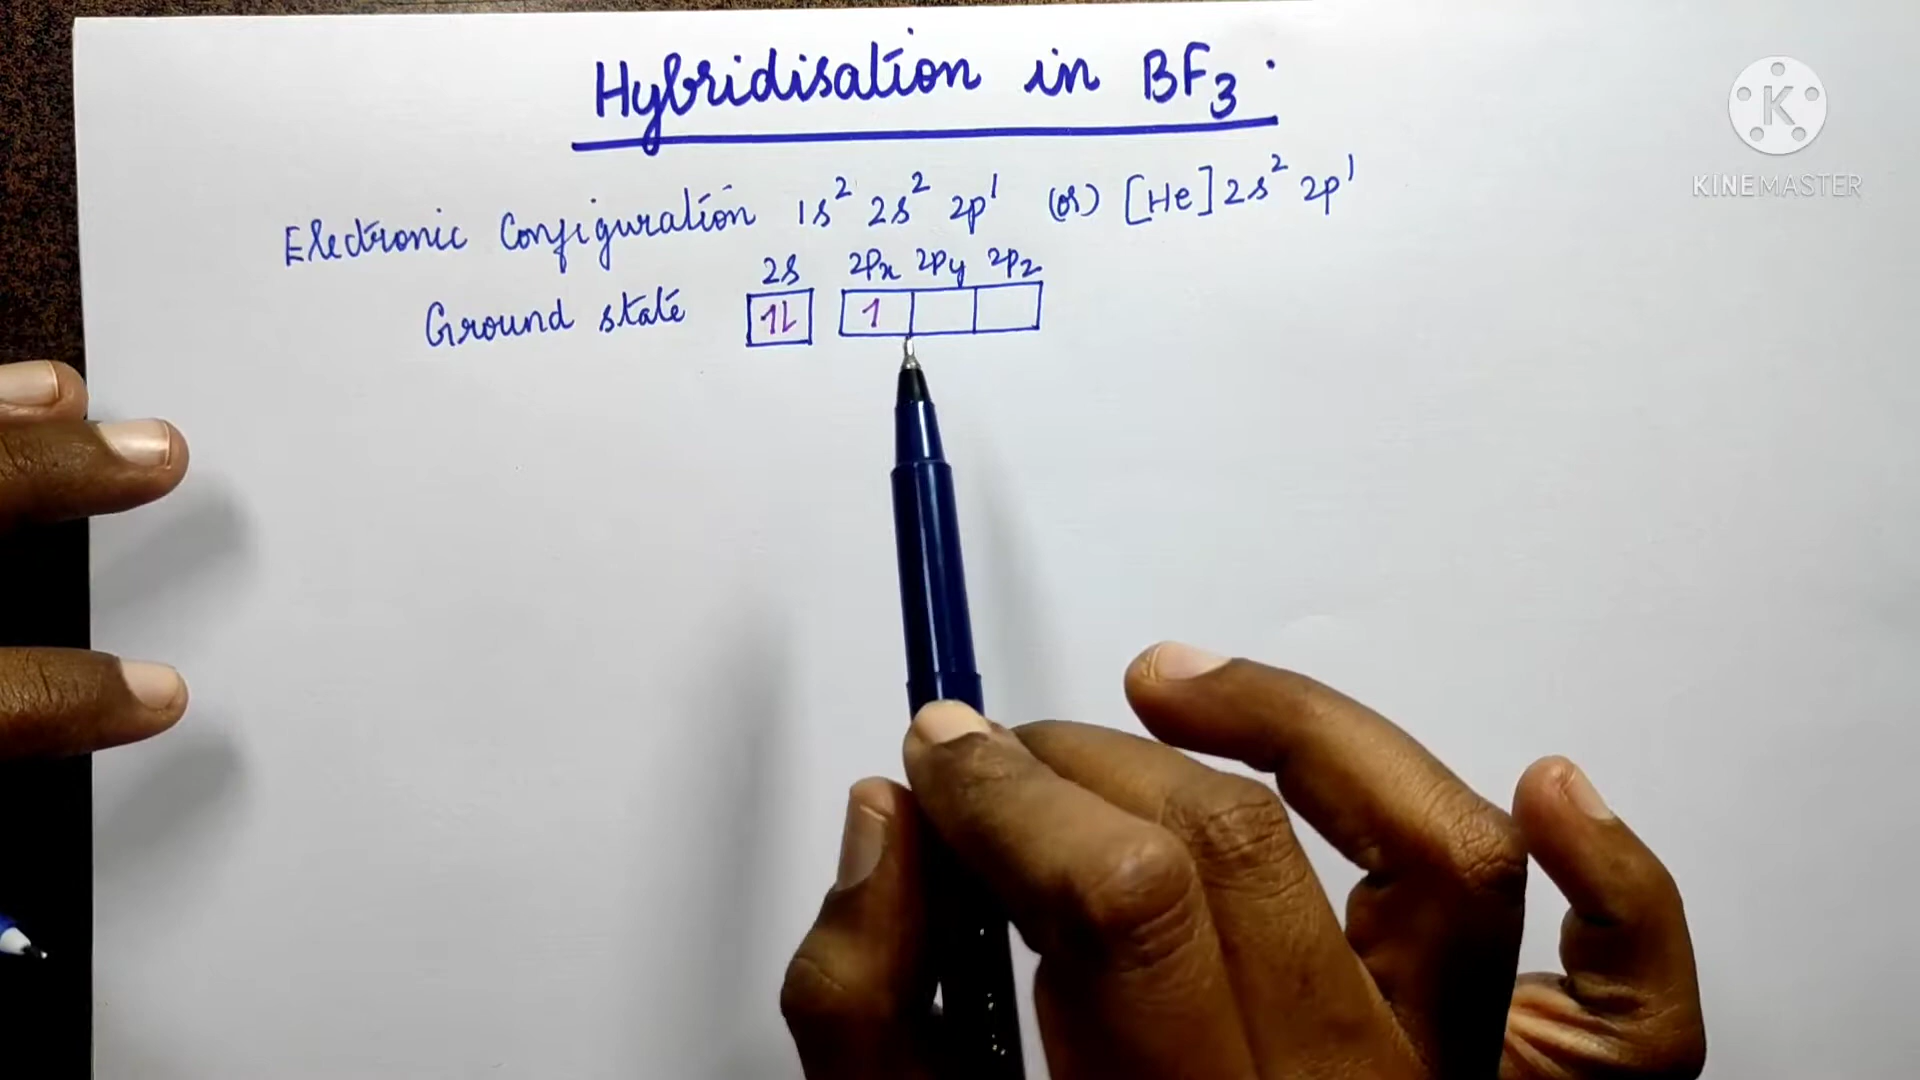 Hybridisation in BF₃.
Electronic Configuration 1s² 2s² 2p¹ (or) [He] 2s² 2p¹
2s 2px 2py 2pz
Ground state 1l 1
K
KINEMASTER